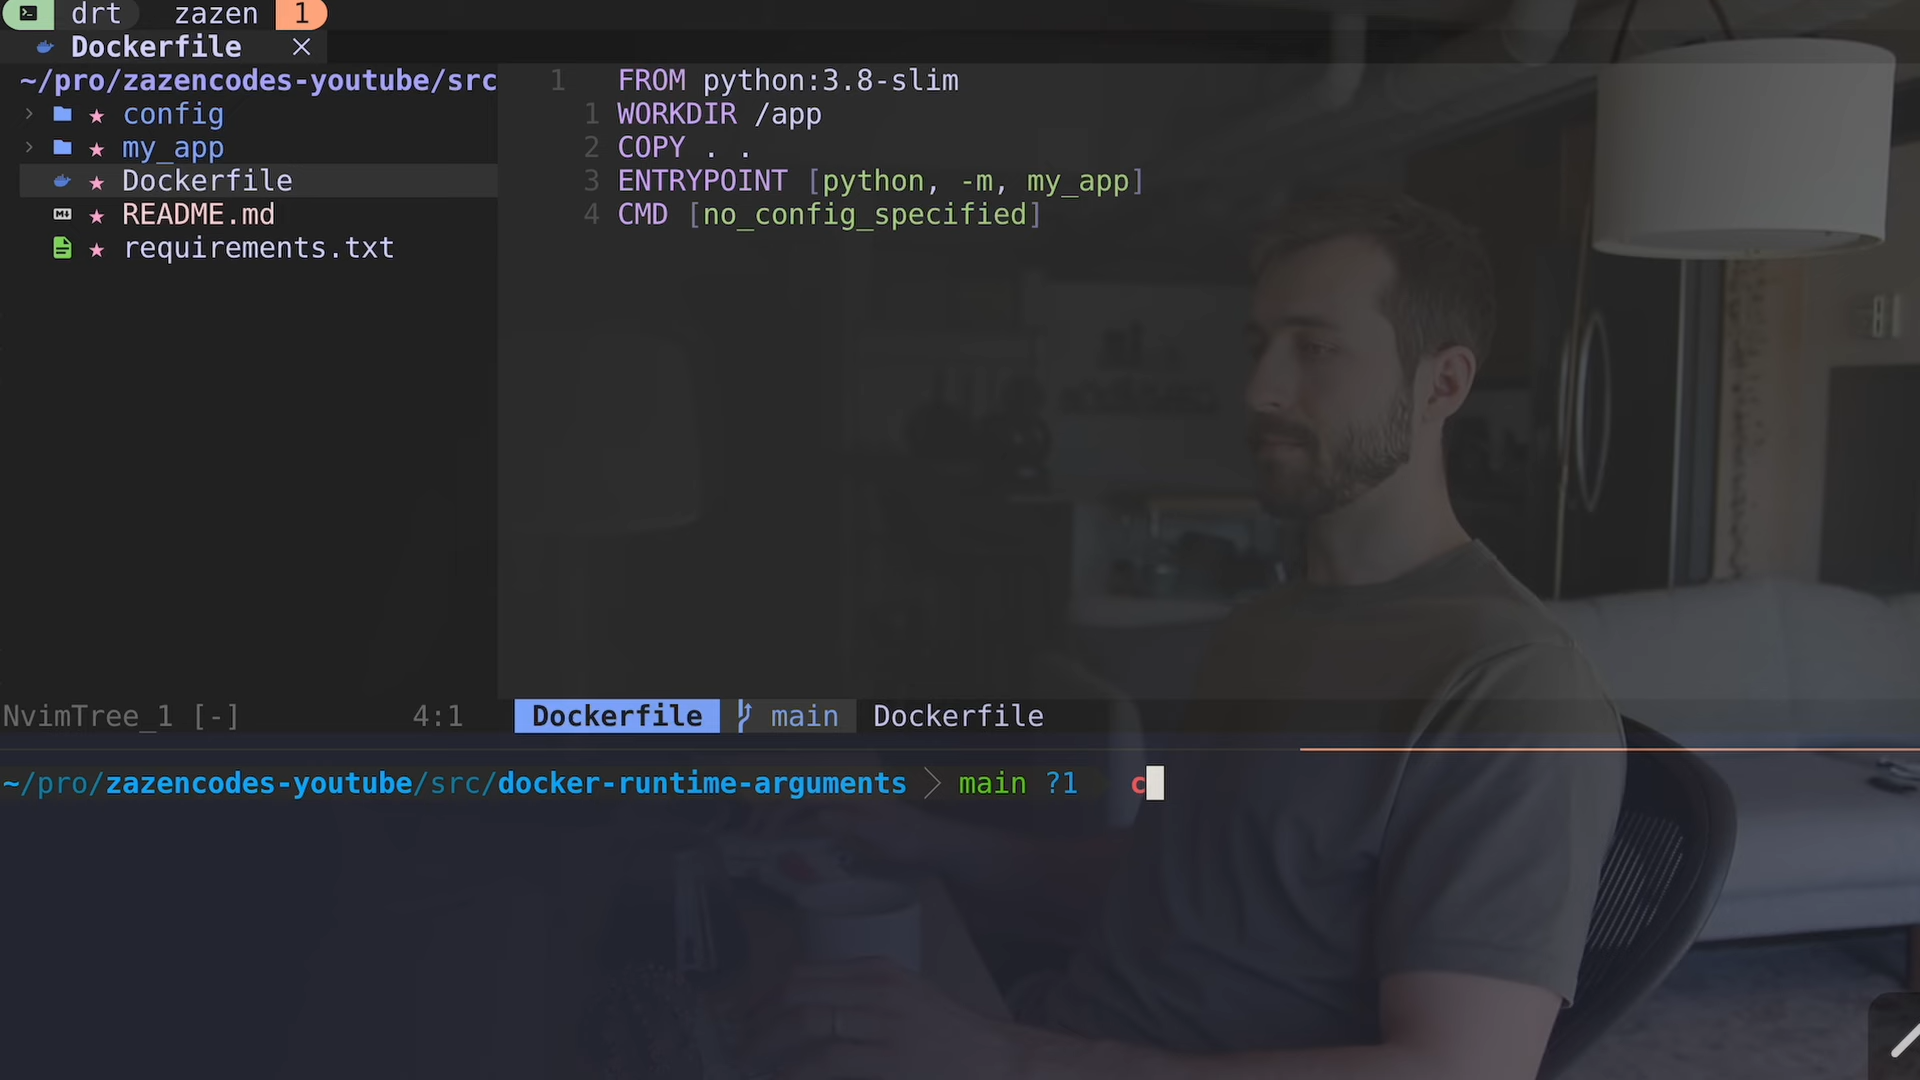 drt zazen 1
Dockerfile ×
~/pro/zazencodes-youtube/src
config
my_app
Dockerfile
README.md
requirements.txt
1 FROM python:3.8-slim
1 WORKDIR /app
2 COPY . .
3 ENTRYPOINT [python, -m, my_app]
4 CMD [no_config_specified]
NvimTree_1 [-] 4:1
Dockerfile main Dockerfile
~/pro/zazencodes-youtube/src/docker-runtime-arguments main ?1 c